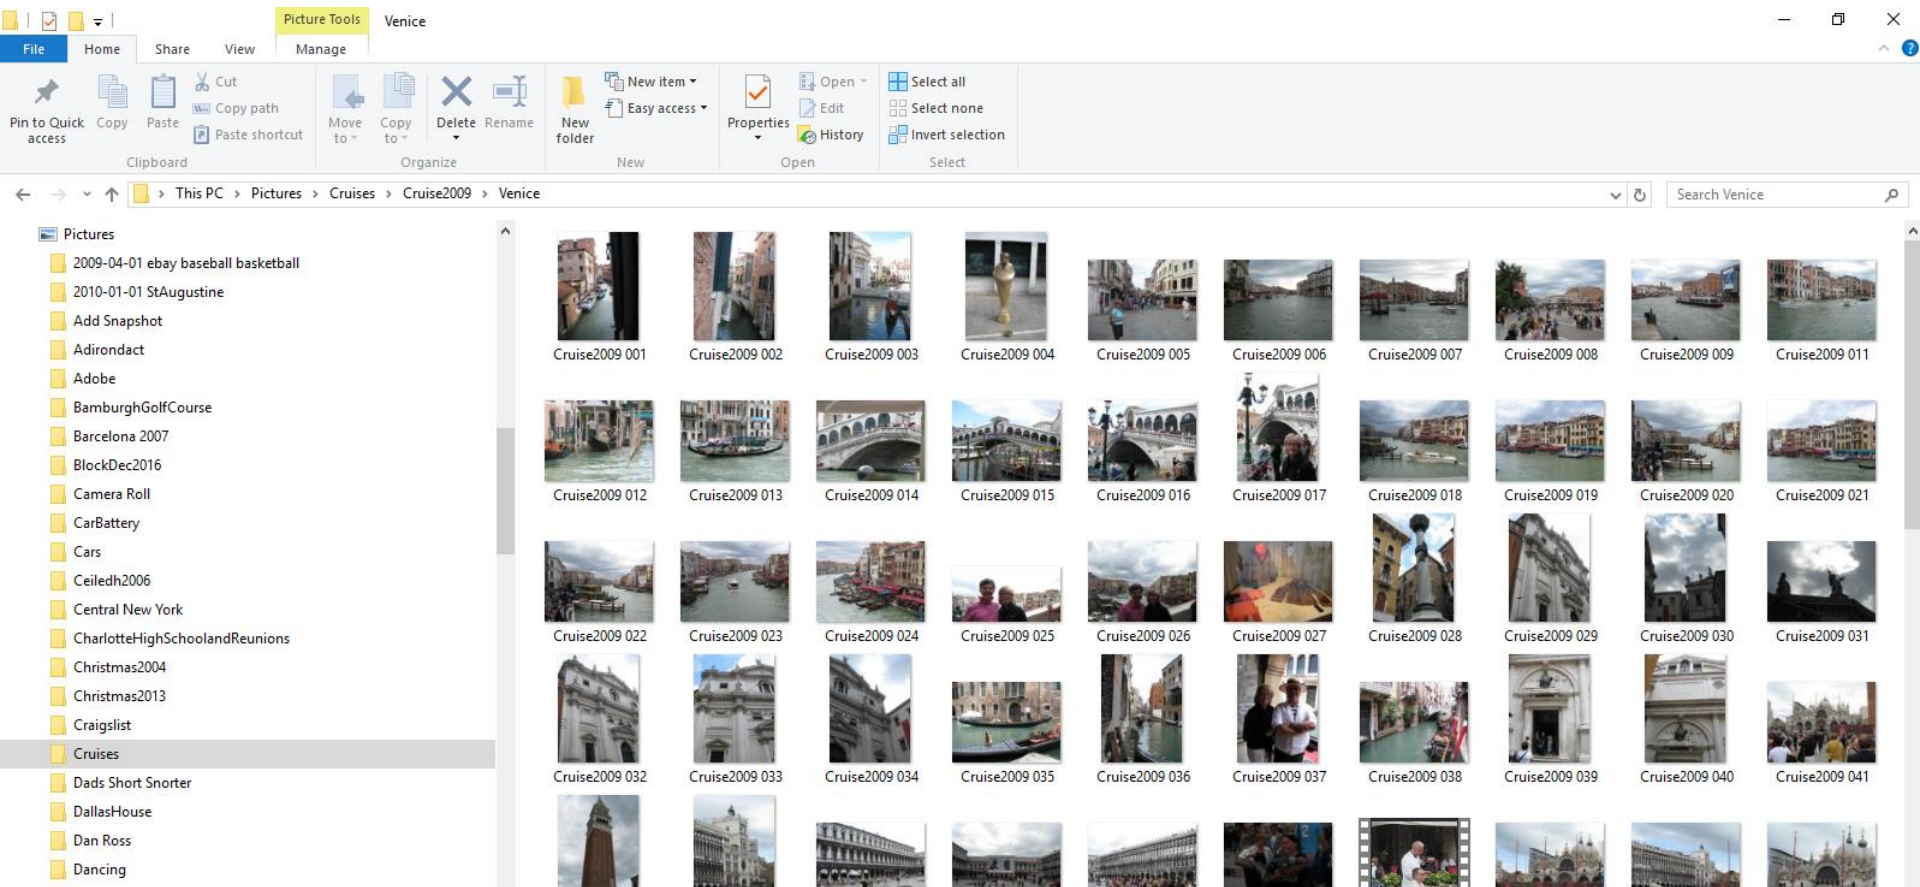 Picture Tools Venice
File Home Share View Manage
Pin to Quick access
Copy
Paste
Cut
Copy path
Paste shortcut
Clipboard
Move to
Copy to
Delete
Rename
Organize
New folder
New item
Easy access
New
Properties
Open
Edit
History
Open
Select all
Select none
Invert selection
Select
This PC > Pictures > Cruises > Cruise2009 > Venice
Search Venice
Pictures
2009-04-01 ebay baseball basketball
2010-01-01 StAugustine
Add Snapshot
Adirondact
Adobe
BamburghGolfCourse
Barcelona 2007
BlockDec2016
Camera Roll
CarBattery
Cars
Ceiledh2006
Central New York
CharlotteHighSchoolandReunions
Christmas2004
Christmas2013
Craigslist
Cruises
Dads Short Snorter
DallasHouse
Dan Ross
Dancing
Cruise2009 001 Cruise2009 002 Cruise2009 003 Cruise2009 004 Cruise2009 005 Cruise2009 006 Cruise2009 007 Cruise2009 008 Cruise2009 009 Cruise2009 011
Cruise2009 012 Cruise2009 013 Cruise2009 014 Cruise2009 015 Cruise2009 016 Cruise2009 017 Cruise2009 018 Cruise2009 019 Cruise2009 020 Cruise2009 021
Cruise2009 022 Cruise2009 023 Cruise2009 024 Cruise2009 025 Cruise2009 026 Cruise2009 027 Cruise2009 028 Cruise2009 029 Cruise2009 030 Cruise2009 031
Cruise2009 032 Cruise2009 033 Cruise2009 034 Cruise2009 035 Cruise2009 036 Cruise2009 037 Cruise2009 038 Cruise2009 039 Cruise2009 040 Cruise2009 041
2